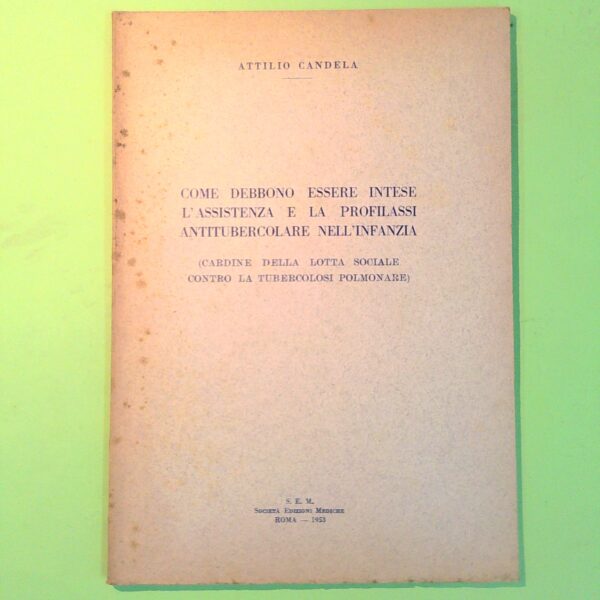 ATTILIO CANDELA
COME DEBBONO ESSERE INTESE
L'ASSISTENZA E LA PROFILASSI
ANTITUBERCOLARE NELL'INFANZIA
(CARDINE DELLA LOTTA SOCIALE
CONTRO LA TUBERCOLOSI POLMONARE)
S. E. M.
SOCIETÀ EDIZIONI MEDICHE
ROMA — 1953